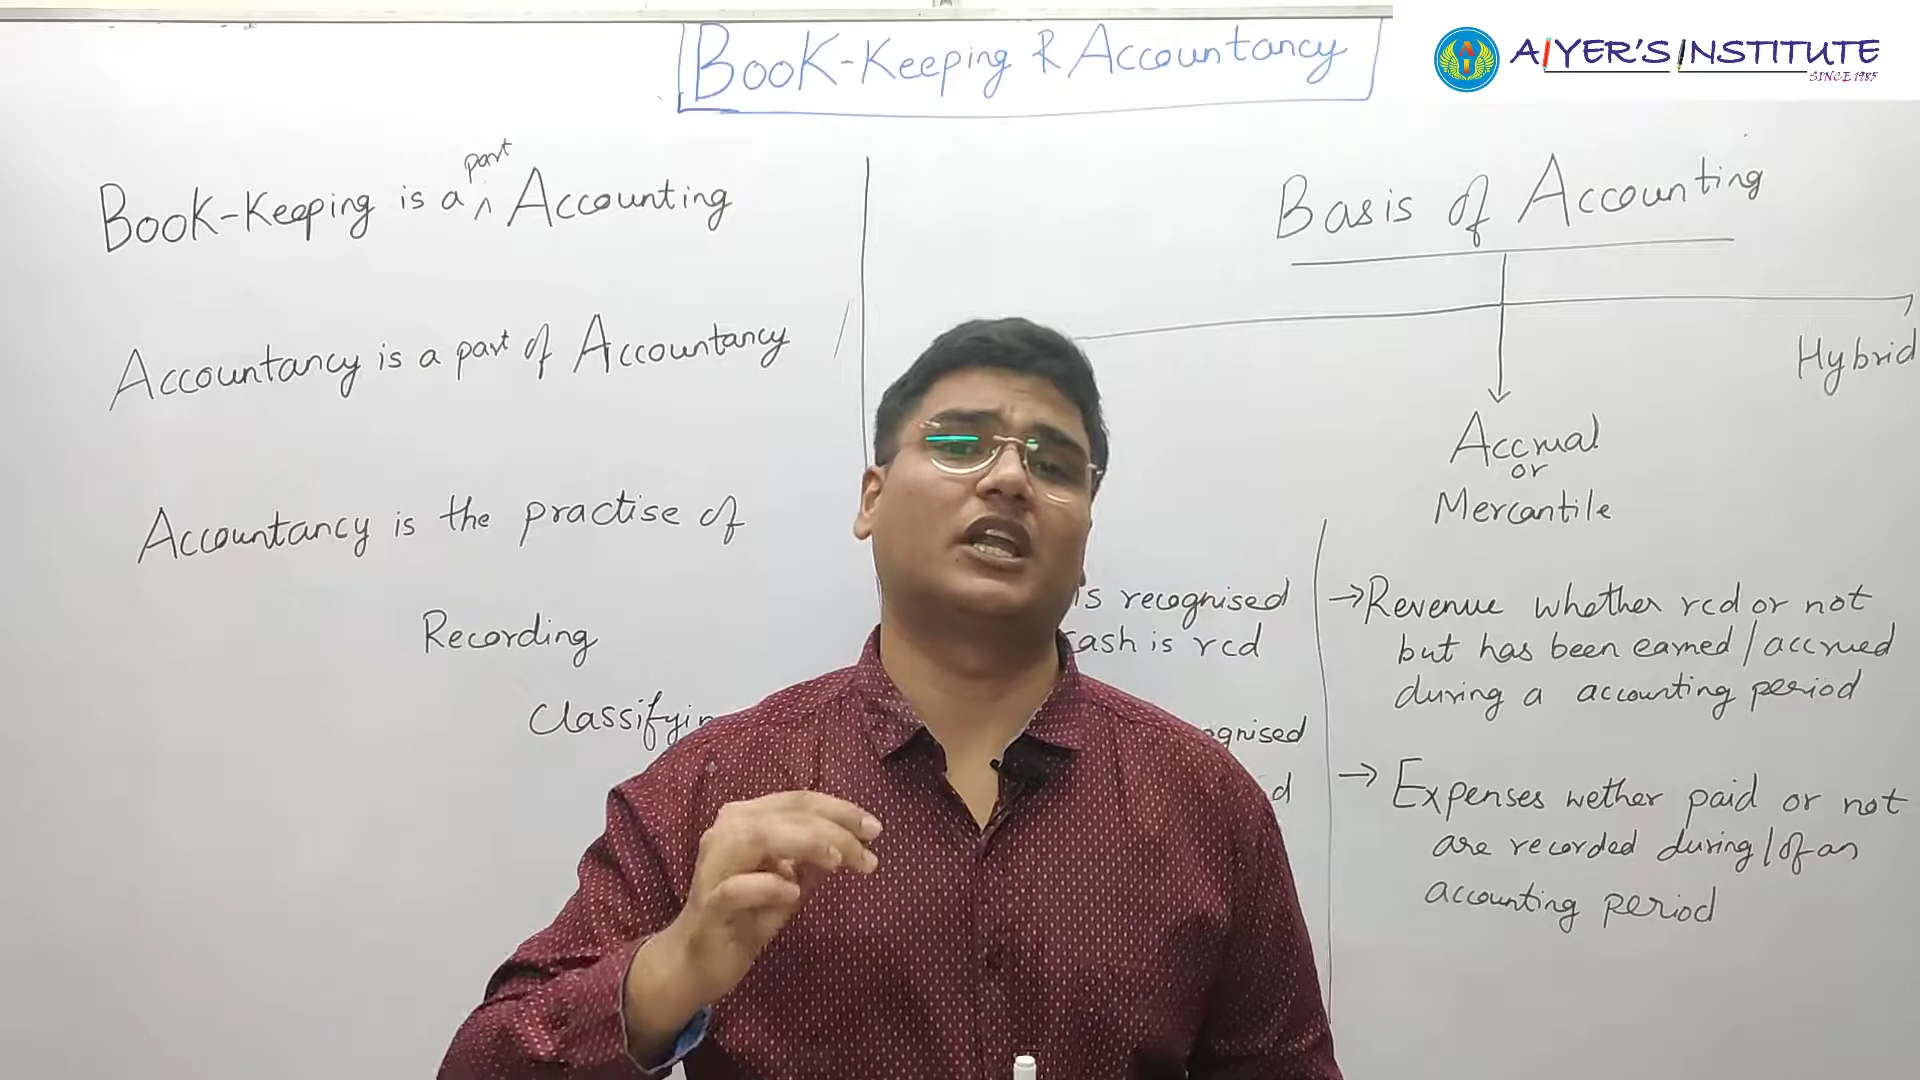 Book-Keeping & Accountancy
AIYER'S INSTITUTE
SINCE 1985
part
Book-Keeping is a ^ Accounting
Accountancy is a part of Accountancy
Accountancy is the practise of
Recording
Classifyin
Basis of Accounting
Hybrid
Accrual
or
Mercantile
is recognised
cash is rcd
ognised
d
→ Revenue whether rcd or not
but has been earned/accrued
during a accounting period
→ Expenses wether paid or not
are recorded during/of an
accounting period